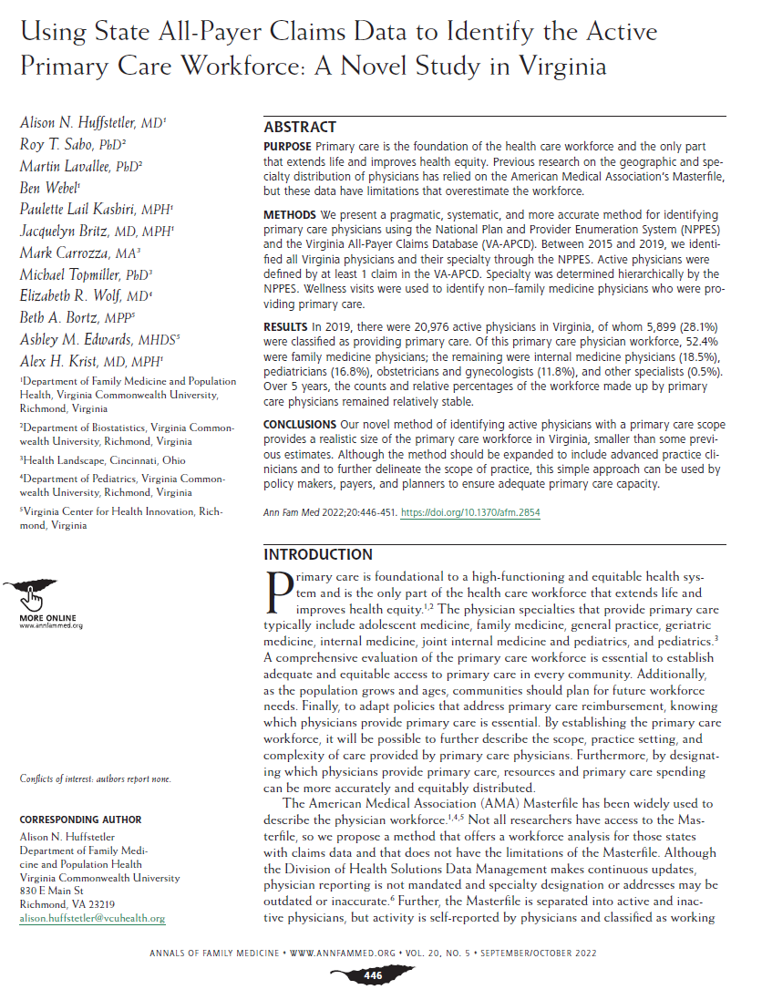 Using State All-Payer Claims Data to Identify the Active
Primary Care Workforce: A Novel Study in Virginia
Alison N. Huffstetler, MD¹
Roy T. Sabo, PhD²
Martin Lavallee, PhD²
Ben Webel¹
Paulette Lail Kashiri, MPH¹
Jacquelyn Britz, MD, MPH¹
Mark Carrozza, MA³
Michael Topmiller, PhD³
Elizabeth R. Wolf, MD⁴
Beth A. Bortz, MPP⁵
Ashley M. Edwards, MHDS⁵
Alex H. Krist, MD, MPH¹
¹Department of Family Medicine and Population
Health, Virginia Commonwealth University,
Richmond, Virginia
²Department of Biostatistics, Virginia Common-
wealth University, Richmond, Virginia
³Health Landscape, Cincinnati, Ohio
⁴Department of Pediatrics, Virginia Common-
wealth University, Richmond, Virginia
⁵Virginia Center for Health Innovation, Rich-
mond, Virginia
MORE ONLINE
www.annfammed.org
Conflicts of interest: authors report none.
CORRESPONDING AUTHOR
Alison N. Huffstetler
Department of Family Medi-
cine and Population Health
Virginia Commonwealth University
830 E Main St
Richmond, VA 23219
alison.huffstetler@vcuhealth.org
ABSTRACT
PURPOSE Primary care is the foundation of the health care workforce and the only part
that extends life and improves health equity. Previous research on the geographic and spe-
cialty distribution of physicians has relied on the American Medical Association's Masterfile,
but these data have limitations that overestimate the workforce.
METHODS We present a pragmatic, systematic, and more accurate method for identifying
primary care physicians using the National Plan and Provider Enumeration System (NPPES)
and the Virginia All-Payer Claims Database (VA-APCD). Between 2015 and 2019, we identi-
fied all Virginia physicians and their specialty through the NPPES. Active physicians were
defined by at least 1 claim in the VA-APCD. Specialty was determined hierarchically by the
NPPES. Wellness visits were used to identify non–family medicine physicians who were pro-
viding primary care.
RESULTS In 2019, there were 20,976 active physicians in Virginia, of whom 5,899 (28.1%)
were classified as providing primary care. Of this primary care physician workforce, 52.4%
were family medicine physicians; the remaining were internal medicine physicians (18.5%),
pediatricians (16.8%), obstetricians and gynecologists (11.8%), and other specialists (0.5%).
Over 5 years, the counts and relative percentages of the workforce made up by primary
care physicians remained relatively stable.
CONCLUSIONS Our novel method of identifying active physicians with a primary care scope
provides a realistic size of the primary care workforce in Virginia, smaller than some previ-
ous estimates. Although the method should be expanded to include advanced practice cli-
nicians and to further delineate the scope of practice, this simple approach can be used by
policy makers, payers, and planners to ensure adequate primary care capacity.
Ann Fam Med 2022;20:446-451. https://doi.org/10.1370/afm.2854
INTRODUCTION
Primary care is foundational to a high-functioning and equitable health sys-
tem and is the only part of the health care workforce that extends life and
improves health equity.¹,² The physician specialties that provide primary care
typically include adolescent medicine, family medicine, general practice, geriatric
medicine, internal medicine, joint internal medicine and pediatrics, and pediatrics.³
A comprehensive evaluation of the primary care workforce is essential to establish
adequate and equitable access to primary care in every community. Additionally,
as the population grows and ages, communities should plan for future workforce
needs. Finally, to adapt policies that address primary care reimbursement, knowing
which physicians provide primary care is essential. By establishing the primary care
workforce, it will be possible to further describe the scope, practice setting, and
complexity of care provided by primary care physicians. Furthermore, by designat-
ing which physicians provide primary care, resources and primary care spending
can be more accurately and equitably distributed.
The American Medical Association (AMA) Masterfile has been widely used to
describe the physician workforce.¹,⁴,⁵ Not all researchers have access to the Mas-
terfile, so we propose a method that offers a workforce analysis for those states
with claims data and that does not have the limitations of the Masterfile. Although
the Division of Health Solutions Data Management makes continuous updates,
physician reporting is not mandated and specialty designation or addresses may be
outdated or inaccurate.⁶ Further, the Masterfile is separated into active and inac-
tive physicians, but activity is self-reported by physicians and classified as working
ANNALS OF FAMILY MEDICINE • WWW.ANNFAMMED.ORG • VOL. 20, NO. 5 • SEPTEMBER/OCTOBER 2022
446